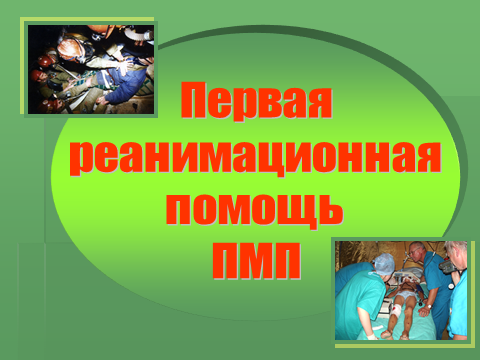 Первая
реанимационная
помощь
ПМП